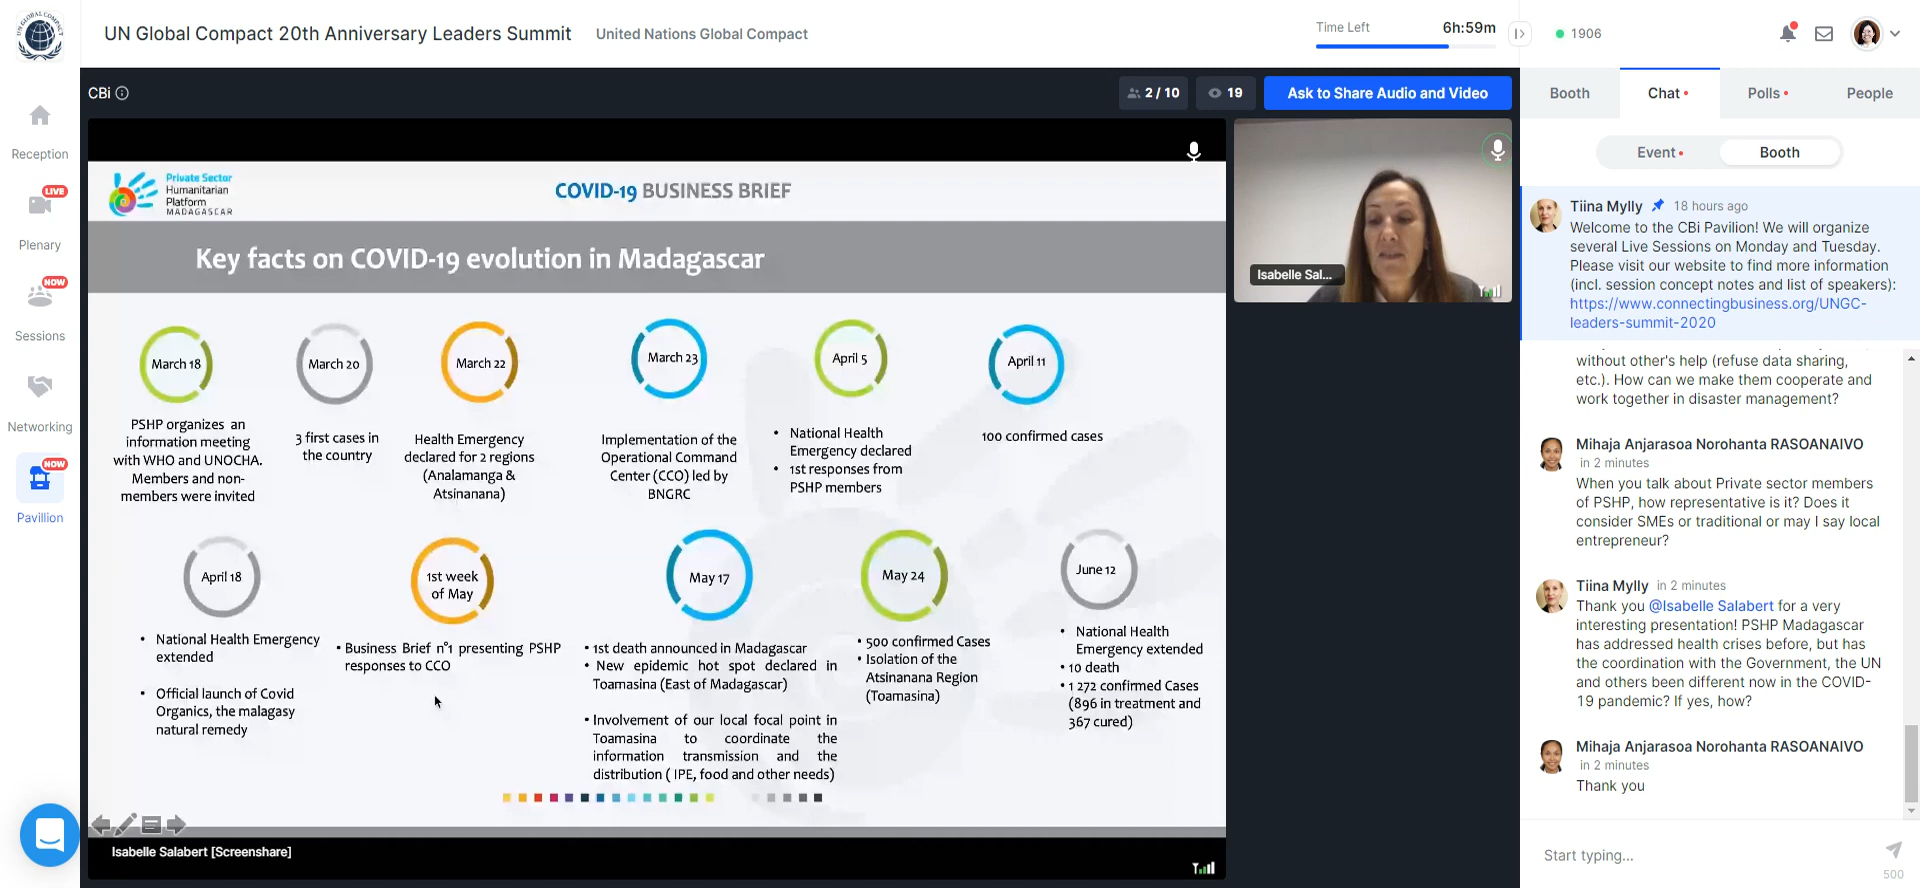 UN GLOBAL COMPACT
UN Global Compact 20th Anniversary Leaders Summit
United Nations Global Compact
Time Left
6h:59m
1906
Reception
LIVE
Plenary
NOW
Sessions
Networking
NOW
Pavillion
CBi
2 / 10
19
Ask to Share Audio and Video
Private Sector
Humanitarian
Platform
MADAGASCAR
COVID-19 BUSINESS BRIEF
Key facts on COVID-19 evolution in Madagascar
March 18
PSHP organizes an
information meeting
with WHO and UNOCHA.
Members and non-
members were invited
March 20
3 first cases in
the country
March 22
Health Emergency
declared for 2 regions
(Analamanga &
Atsinanana)
March 23
Implementation of the
Operational Command
Center (CCO) led by
BNGRC
April 5
• National Health
Emergency declared
• 1st responses from
PSHP members
April 11
100 confirmed cases
April 18
• National Health Emergency
extended
• Official launch of Covid
Organics, the malagasy
natural remedy
1st week
of May
• Business Brief n°1 presenting PSHP
responses to CCO
May 17
• 1st death announced in Madagascar
• New epidemic hot spot declared in
Toamasina (East of Madagascar)
• Involvement of our local focal point in
Toamasina to coordinate the
information transmission and the
distribution ( IPE, food and other needs)
May 24
• 500 confirmed Cases
• Isolation of the
Atsinanana Region
(Toamasina)
June 12
• National Health
Emergency extended
• 10 death
• 1 272 confirmed Cases
(896 in treatment and
367 cured)
Isabelle Salabert [Screenshare]
Isabelle Sal...
Booth
Chat
Polls
People
Event
Booth
Tiina Mylly
18 hours ago
Welcome to the CBi Pavilion! We will organize
several Live Sessions on Monday and Tuesday.
Please visit our website to find more information
(incl. session concept notes and list of speakers):
https://www.connectingbusiness.org/UNGC-
leaders-summit-2020
without other's help (refuse data sharing,
etc.). How can we make them cooperate and
work together in disaster management?
Mihaja Anjarasoa Norohanta RASOANAIVO
in 2 minutes
When you talk about Private sector members
of PSHP, how representative is it? Does it
consider SMEs or traditional or may I say local
entrepreneur?
Tiina Mylly in 2 minutes
Thank you @Isabelle Salabert for a very
interesting presentation! PSHP Madagascar
has addressed health crises before, but has
the coordination with the Government, the UN
and others been different now in the COVID-
19 pandemic? If yes, how?
Mihaja Anjarasoa Norohanta RASOANAIVO
in 2 minutes
Thank you
Start typing...
500